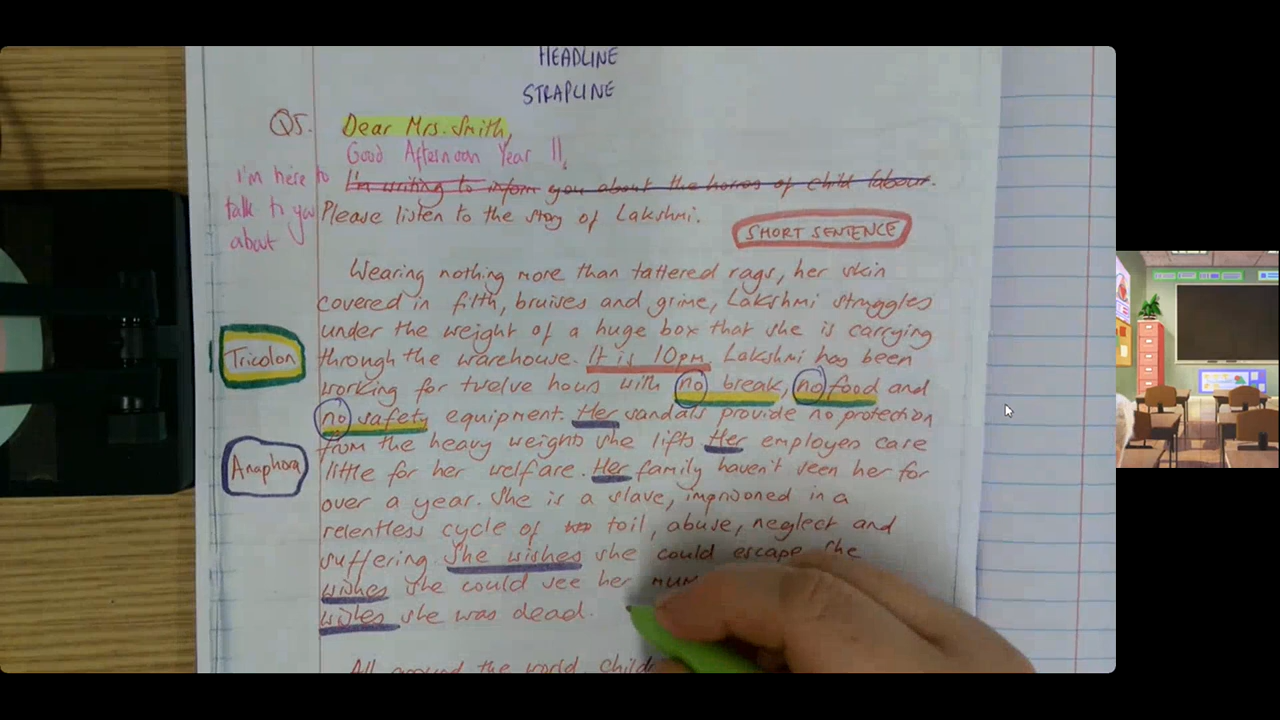 HEADLINE
STRAPLINE
Q5. Dear Mrs. Smith,
Good Afternoon Year 11,
I'm here to
talk to you
about
I'm writing to inform you about the horros of child labour.
Please listen to the stoy of Lakshmi.
SHORT SENTENCE
Wearing nothing more than tattered rags, her skin
covered in filth, bruises and grime, Lakshmi struggles
under the weight of a huge box that she is carrying
Tricolon
through the warehouse. It is 10pm. Lakshmi has been
working for twelve hours with no break, no food and
no safety equipment. Her sandals provide no protection
from the heavy weights she lifts. Her employers care
Anaphora
little for her welfare. Her family haven't seen her for
over a year. She is a slave, imprisoned in a
relentless cycle of toil, abuse, neglect and
suffering. She wishes she could escape. She
wishes she could see her mum
wishes she was dead.
All around the world, child